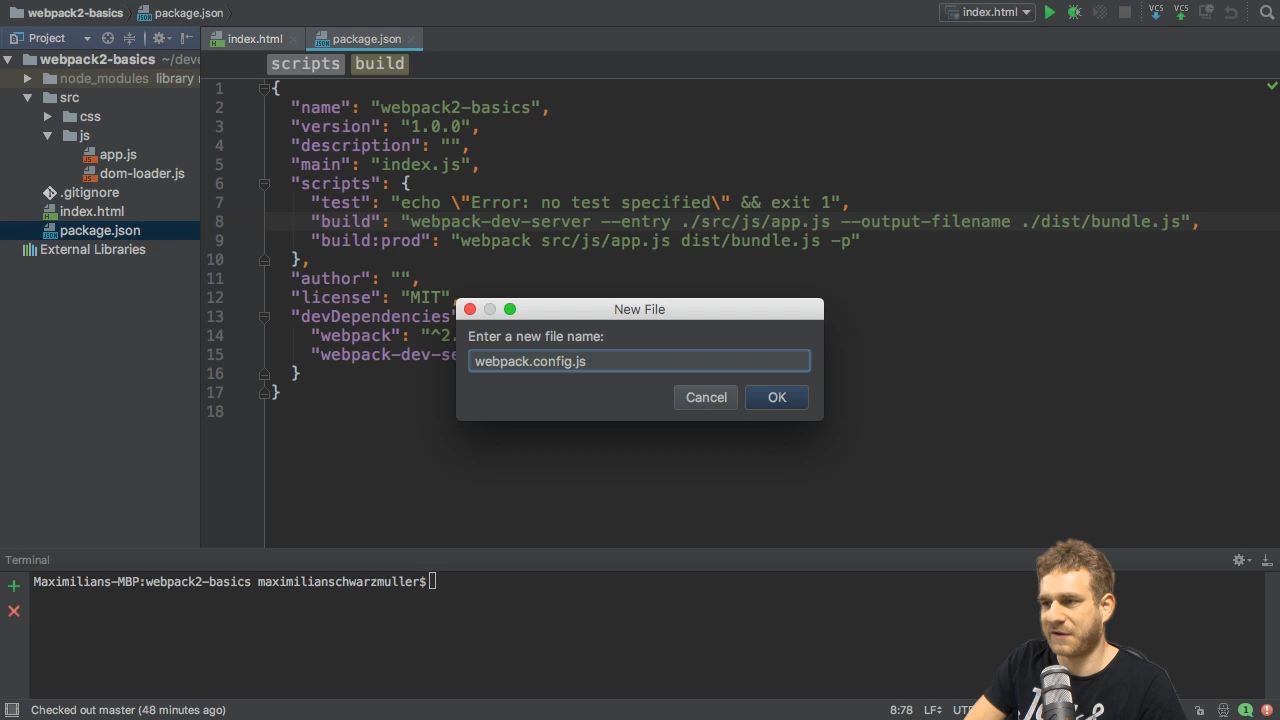 webpack2-basics package.json index.html VCS VCS
Project index.html package.json
webpack2-basics ~/deve
node_modules library r
src
css
js
app.js
dom-loader.js
.gitignore
index.html
package.json
External Libraries
scripts build
1 {
2 "name": "webpack2-basics",
3 "version": "1.0.0",
4 "description": "",
5 "main": "index.js",
6 "scripts": {
7 "test": "echo \"Error: no test specified\" && exit 1",
8 "build": "webpack-dev-server --entry ./src/js/app.js --output-filename ./dist/bundle.js",
9 "build:prod": "webpack src/js/app.js dist/bundle.js -p"
10 },
11 "author": "",
12 "license": "MIT",
13 "devDependencies"
14 "webpack": "^2.
15 "webpack-dev-se
16 }
17 }
18
New File
Enter a new file name:
webpack.config.js
Cancel OK
Terminal
Maximilians-MBP:webpack2-basics maximilianschwarzmuller$
Checked out master (48 minutes ago) 8:78 LF÷ UTF 1